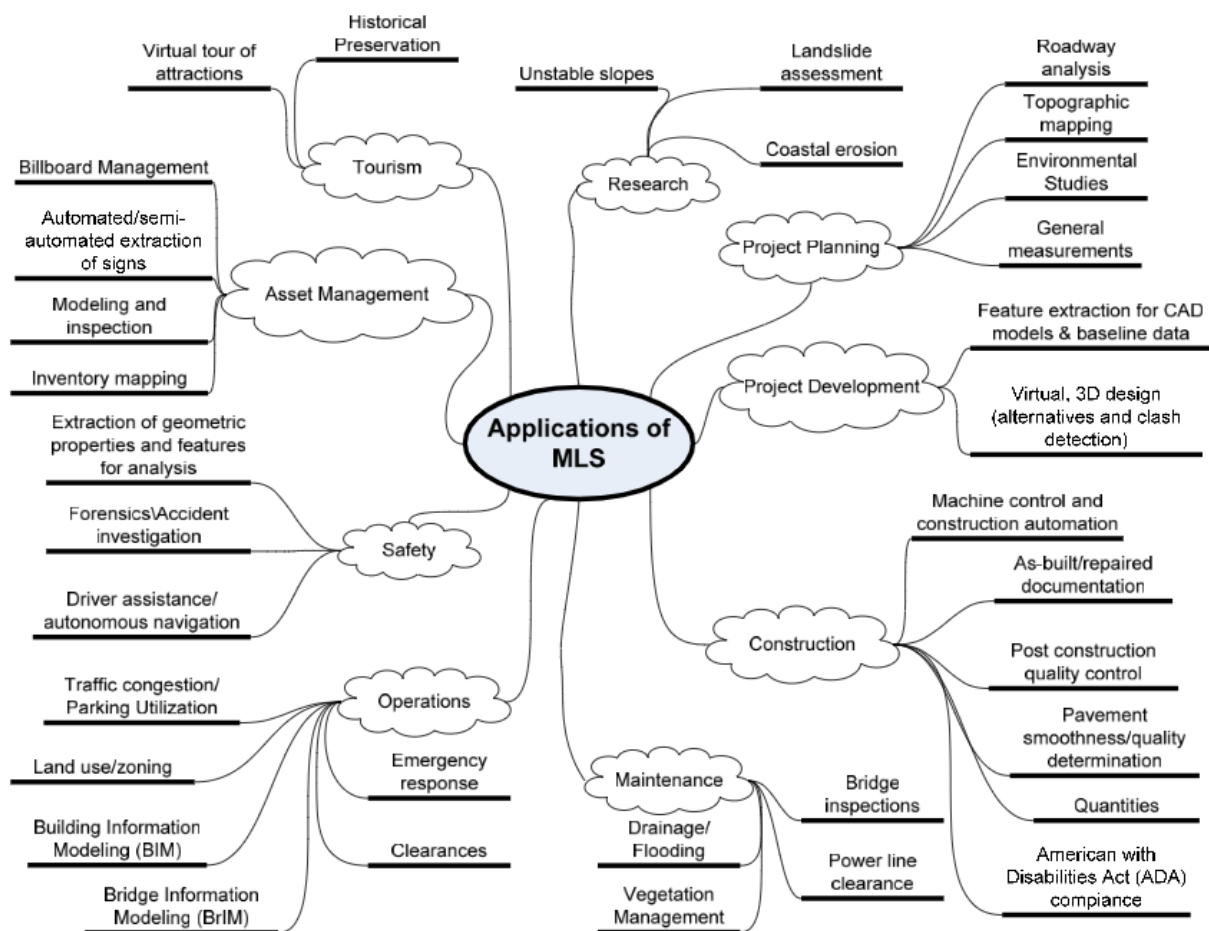 Historical
Preservation
Virtual tour of
attractions
Tourism
Billboard Management
Automated/semi-
automated extraction
of signs
Modeling and
inspection
Inventory mapping
Asset Management
Unstable slopes
Landslide
assessment
Coastal erosion
Research
Roadway
analysis
Topographic
mapping
Environmental
Studies
General
measurements
Project Planning
Feature extraction for CAD
models & baseline data
Virtual, 3D design
(alternatives and clash
detection)
Project Development
Applications of
MLS
Extraction of geometric
properties and features
for analysis
Forensics\Accident
investigation
Driver assistance/
autonomous navigation
Safety
Machine control and
construction automation
As-built/repaired
documentation
Post construction
quality control
Pavement
smoothness/quality
determination
Quantities
American with
Disabilities Act (ADA)
compiance
Construction
Traffic congestion/
Parking Utilization
Land use/zoning
Building Information
Modeling (BIM)
Bridge Information
Modeling (BrIM)
Operations
Emergency
response
Clearances
Maintenance
Drainage/
Flooding
Vegetation
Management
Bridge
inspections
Power line
clearance